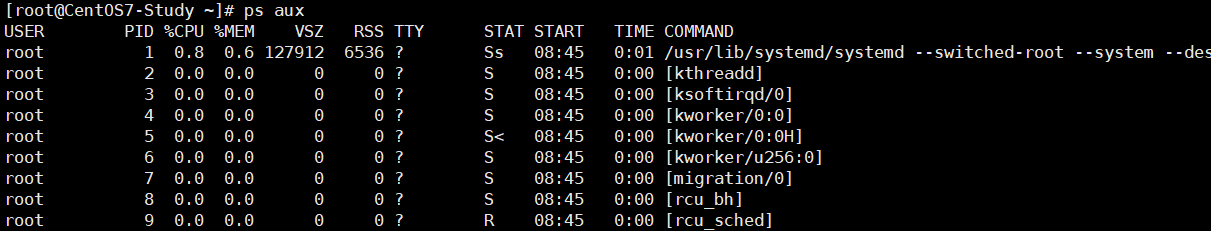 [root@CentOS7-Study ~]# ps aux
USER       PID %CPU %MEM    VSZ   RSS TTY      STAT START   TIME COMMAND
root         1  0.8  0.6 127912  6536 ?        Ss   08:45   0:01 /usr/lib/systemd/systemd --switched-root --system --des
root         2  0.0  0.0      0     0 ?        S    08:45   0:00 [kthreadd]
root         3  0.0  0.0      0     0 ?        S    08:45   0:00 [ksoftirqd/0]
root         4  0.0  0.0      0     0 ?        S    08:45   0:00 [kworker/0:0]
root         5  0.0  0.0      0     0 ?        S<   08:45   0:00 [kworker/0:0H]
root         6  0.0  0.0      0     0 ?        S    08:45   0:00 [kworker/u256:0]
root         7  0.0  0.0      0     0 ?        S    08:45   0:00 [migration/0]
root         8  0.0  0.0      0     0 ?        S    08:45   0:00 [rcu_bh]
root         9  0.0  0.0      0     0 ?        R    08:45   0:00 [rcu_sched]